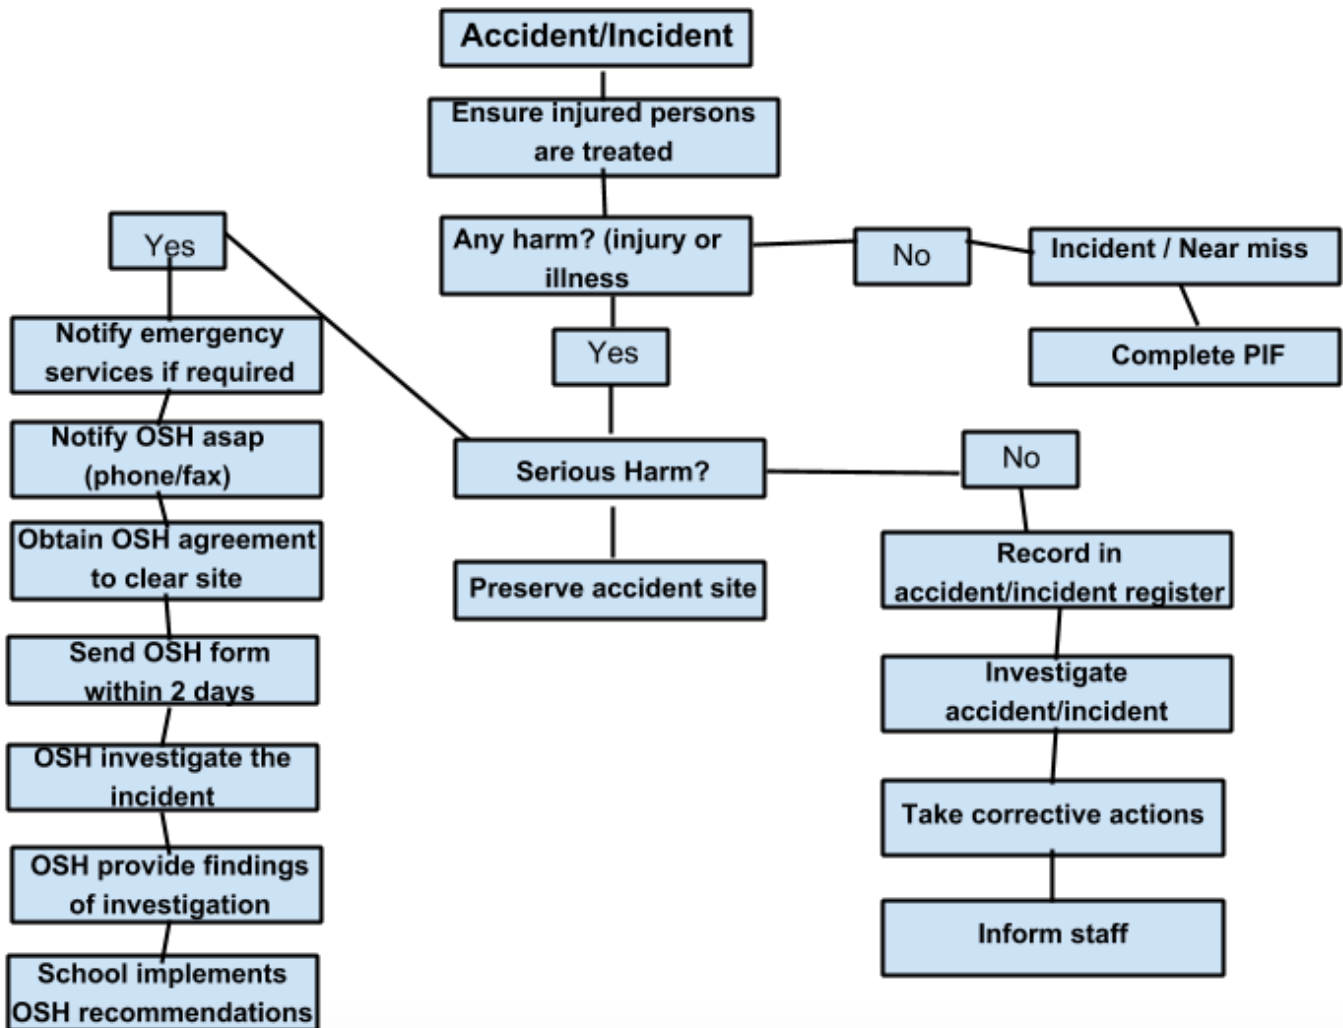 Accident/Incident
Ensure injured persons
are treated
Any harm? (injury or
illness
No
Incident / Near miss
Complete PIF
Yes
Serious Harm?
Preserve accident site
Yes
Notify emergency
services if required
Notify OSH asap
(phone/fax)
Obtain OSH agreement
to clear site
Send OSH form
within 2 days
OSH investigate the
incident
OSH provide findings
of investigation
School implements
OSH recommendations
No
Record in
accident/incident register
Investigate
accident/incident
Take corrective actions
Inform staff